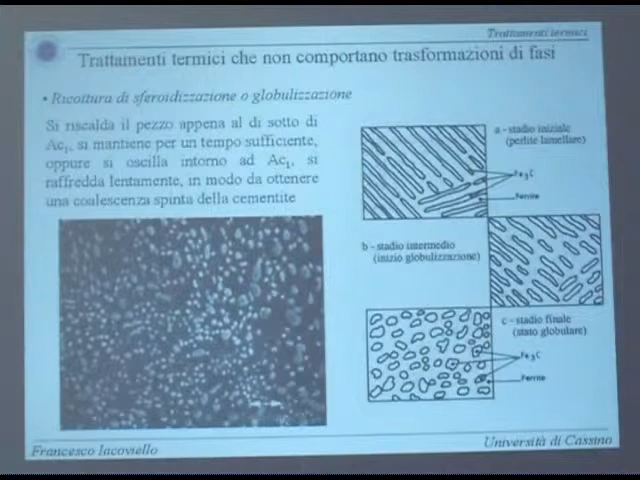 Trattamenti termici
Trattamenti termici che non comportano trasformazioni di fasi
• Ricottura di sferoidizzazione o globulizzazione
Si riscalda il pezzo appena al di sotto di
Ac1, si mantiene per un tempo sufficiente,
oppure si oscilla intorno ad Ac1, si
raffredda lentamente, in modo da ottenere
una coalescenza spinta della cementite
a - stadio iniziale
(perlite lamellare)
Fe3C
Ferrite
b - stadio intermedio
(inizio globulizzazione)
c - stadio finale
(stato globulare)
Fe3C
Ferrite
Francesco Iacoviello
Università di Cassino